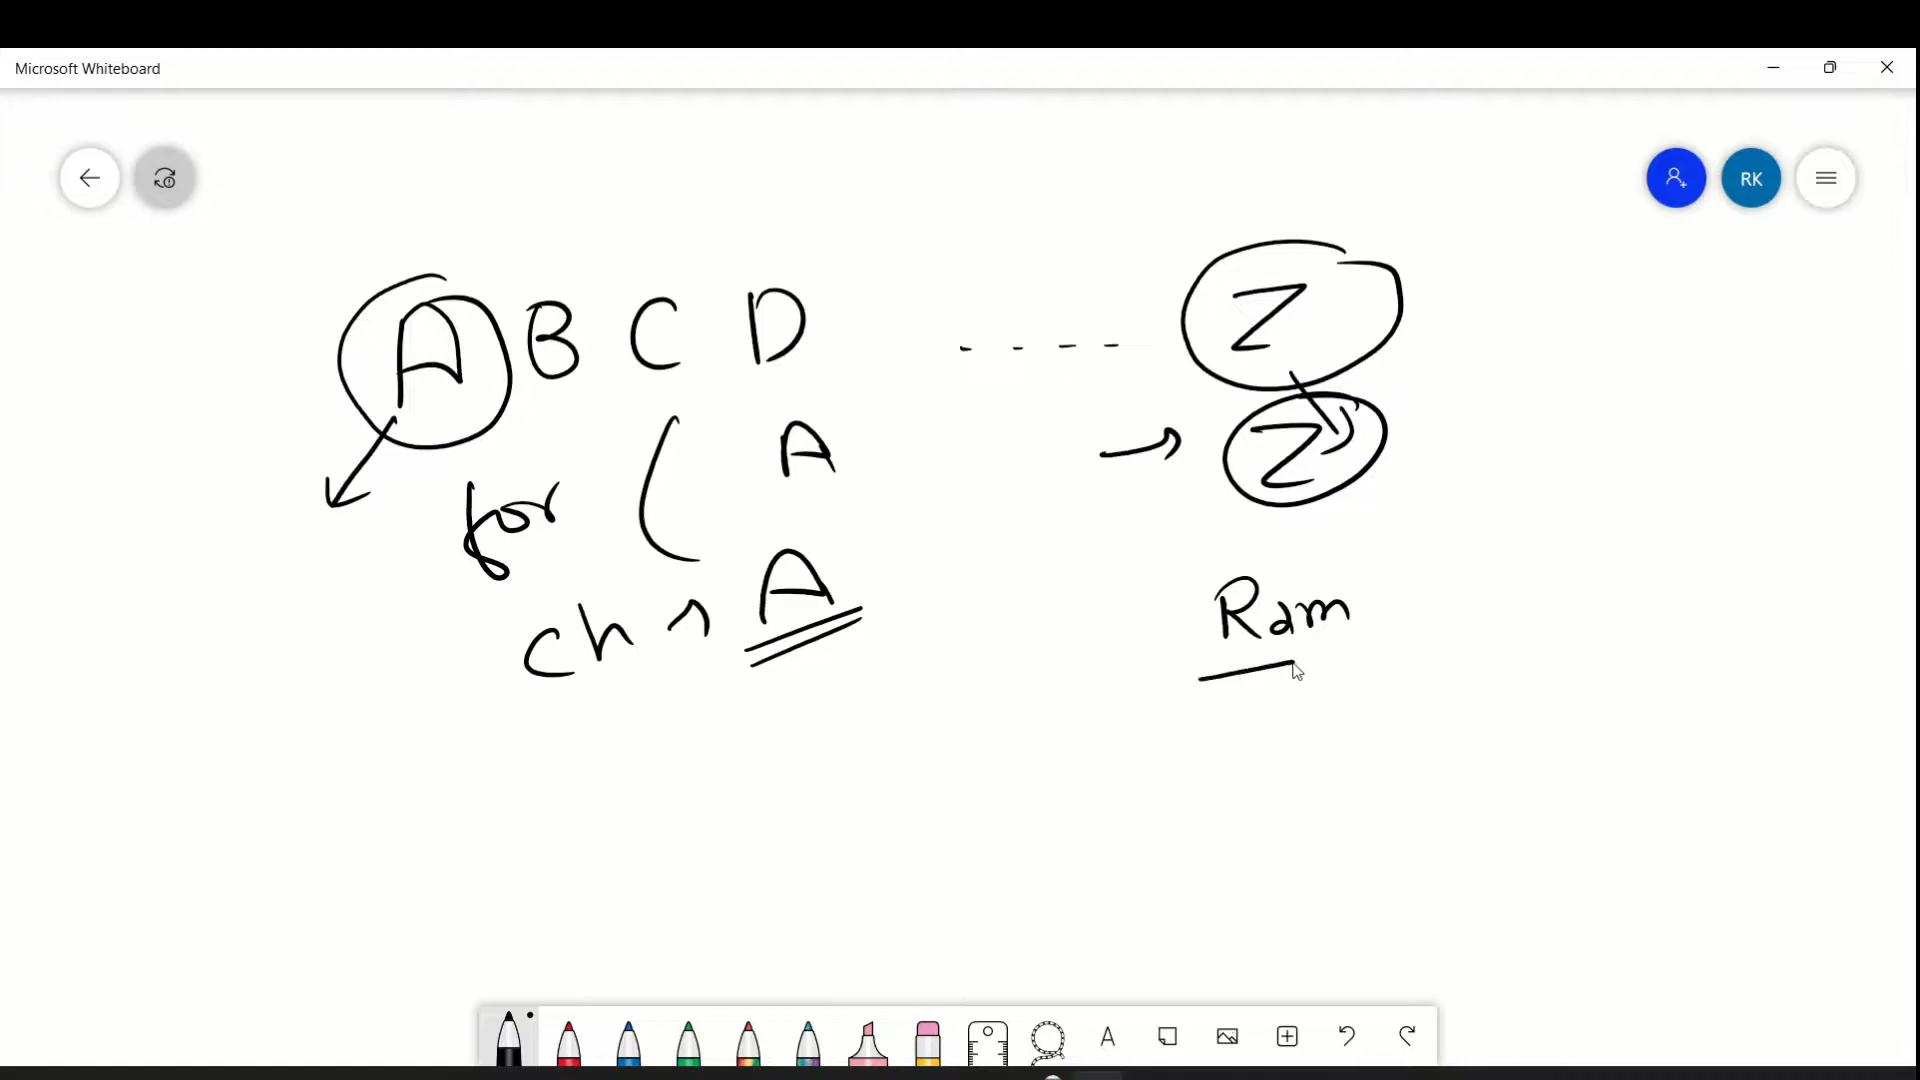 Microsoft Whiteboard
RK
A B C D - - - - Z
A Z
for (
ch A
Ram
A